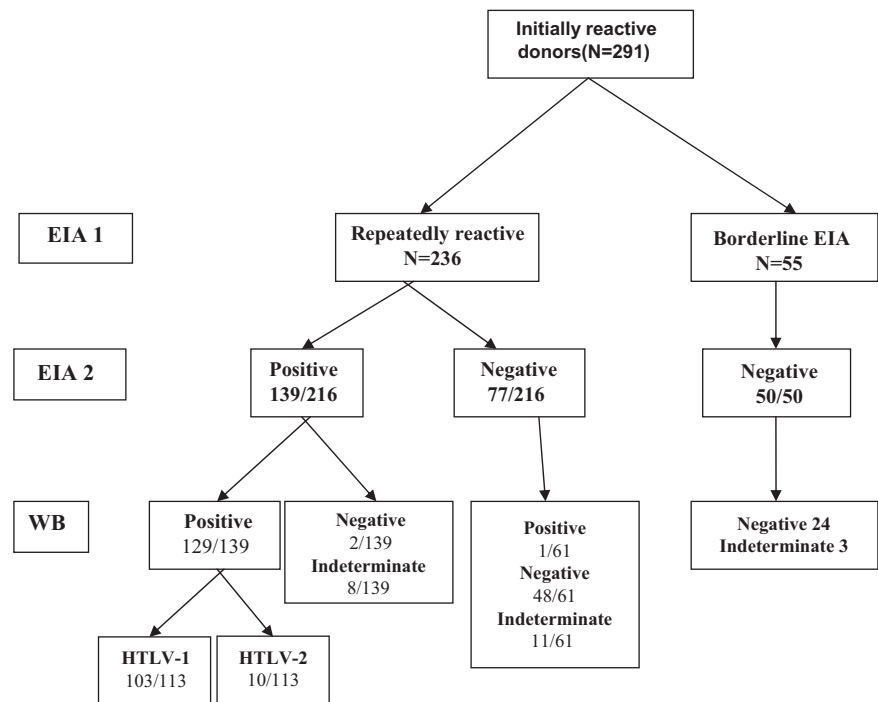 Initially reactive
donors(N=291)
EIA 1
Repeatedly reactive
N=236
Borderline EIA
N=55
EIA 2
Positive
139/216
Negative
77/216
Negative
50/50
WB
Positive
129/139
Negative
2/139
Indeterminate
8/139
Positive
1/61
Negative
48/61
Indeterminate
11/61
Negative 24
Indeterminate 3
HTLV-1
103/113
HTLV-2
10/113